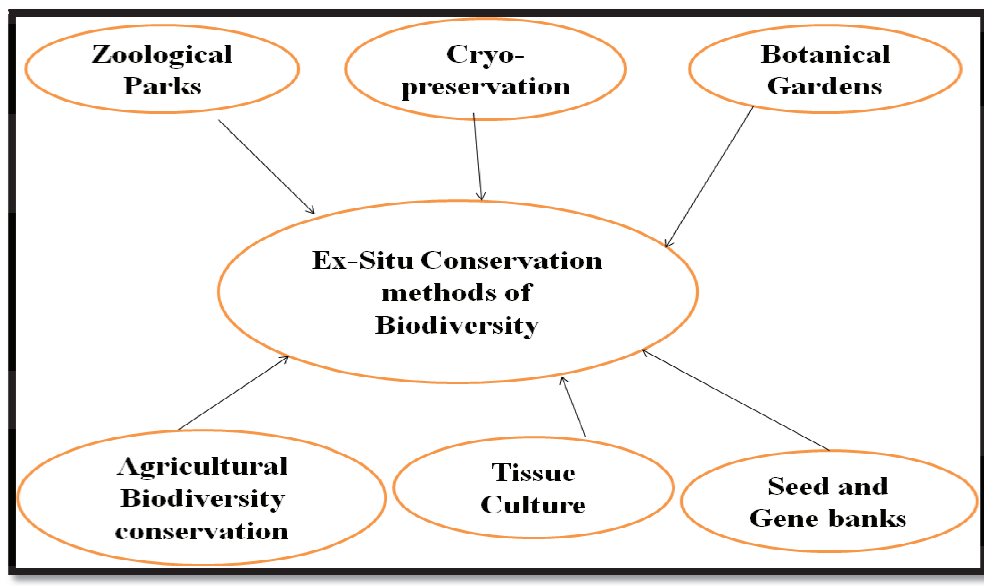 Zoological
Parks
Cryo-
preservation
Botanical
Gardens
Ex-Situ Conservation
methods of
Biodiversity
Agricultural
Biodiversity
conservation
Tissue
Culture
Seed and
Gene banks